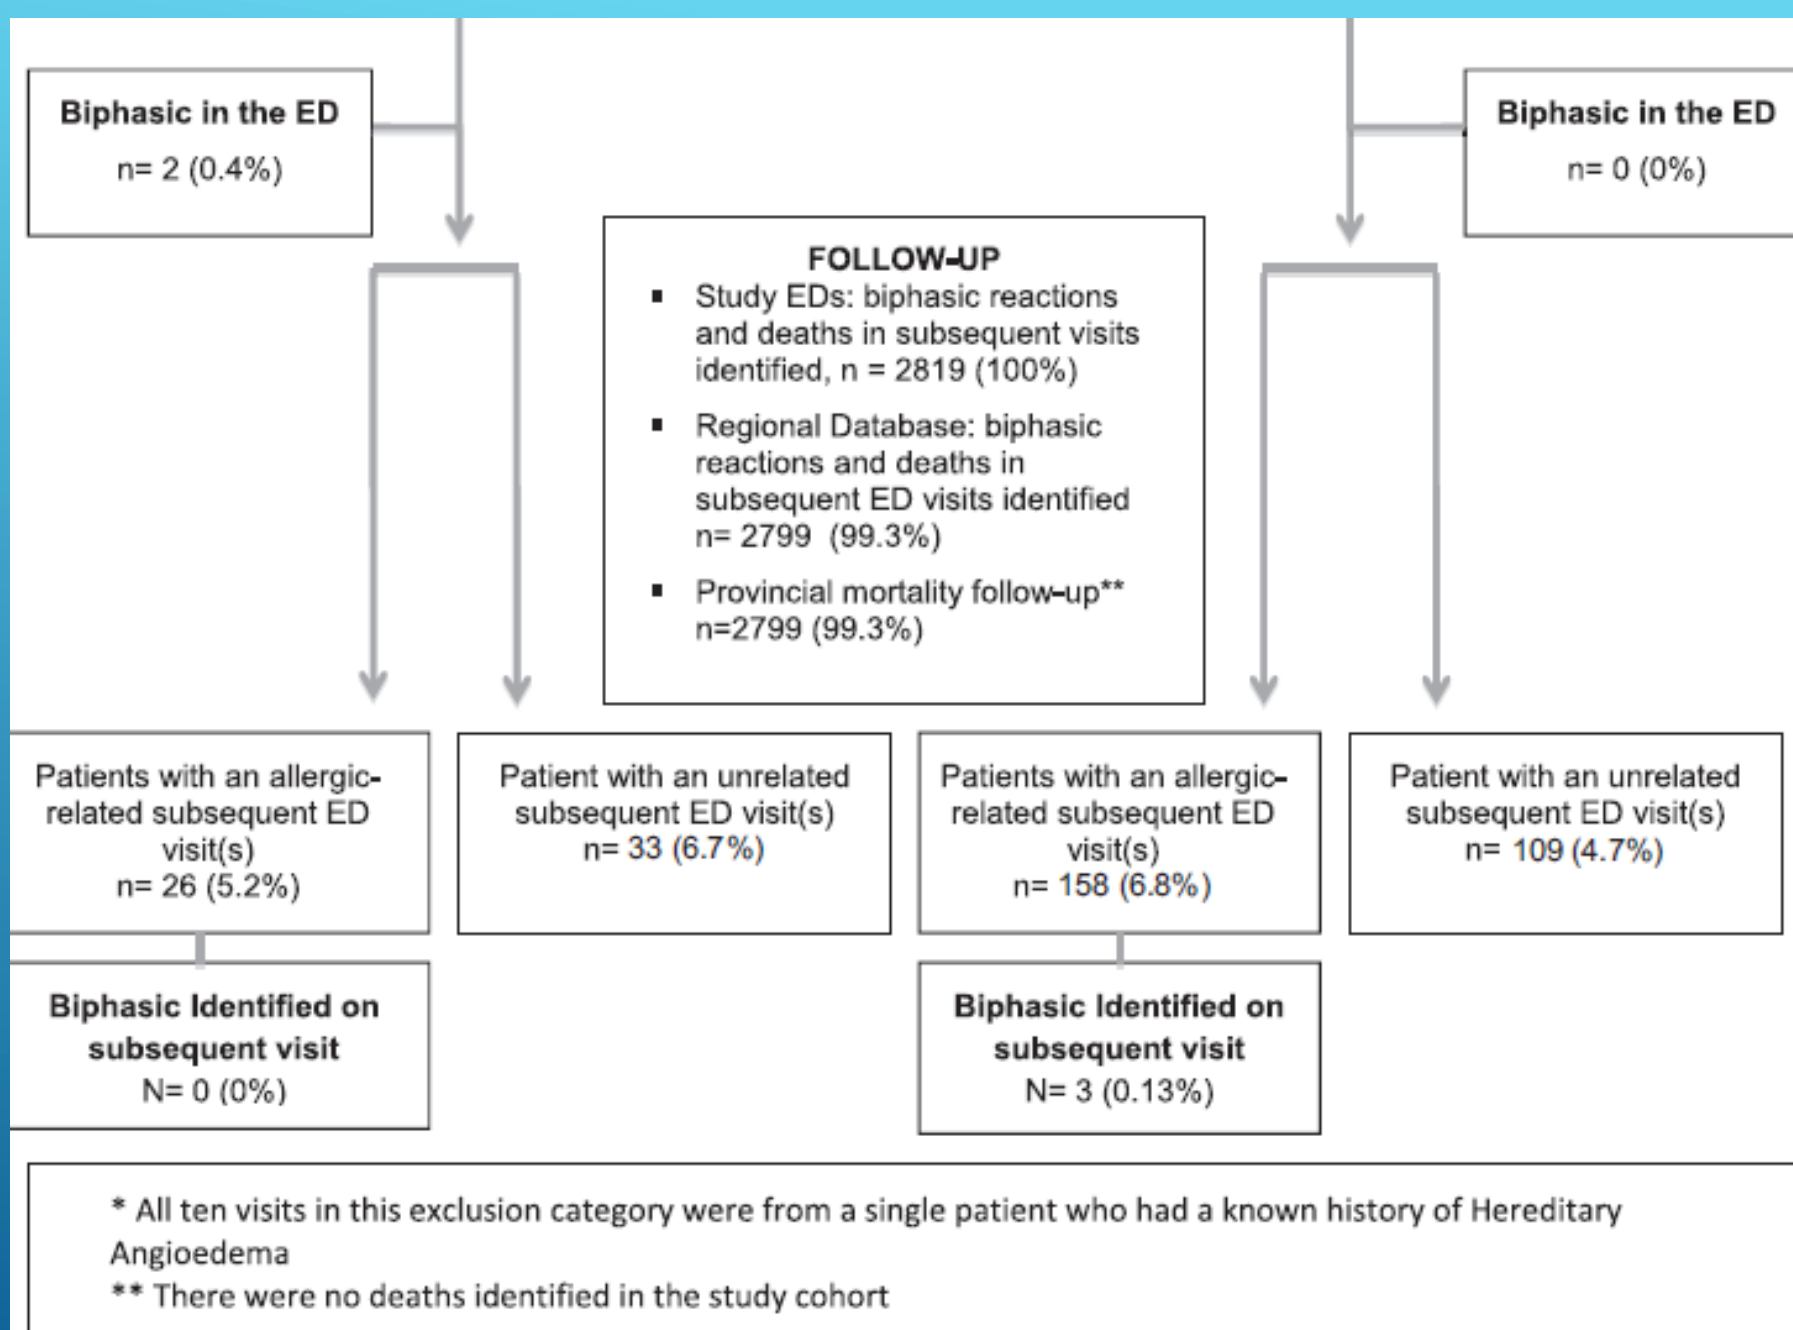 Biphasic in the ED
n= 2 (0.4%)
Biphasic in the ED
n= 0 (0%)
FOLLOW-UP
▪ Study EDs: biphasic reactions
and deaths in subsequent visits
identified, n = 2819 (100%)
▪ Regional Database: biphasic
reactions and deaths in
subsequent ED visits identified
n= 2799 (99.3%)
▪ Provincial mortality follow-up**
n=2799 (99.3%)
Patients with an allergic-
related subsequent ED
visit(s)
n= 26 (5.2%)
Patient with an unrelated
subsequent ED visit(s)
n= 33 (6.7%)
Patients with an allergic-
related subsequent ED
visit(s)
n= 158 (6.8%)
Patient with an unrelated
subsequent ED visit(s)
n= 109 (4.7%)
Biphasic Identified on
subsequent visit
N= 0 (0%)
Biphasic Identified on
subsequent visit
N= 3 (0.13%)
* All ten visits in this exclusion category were from a single patient who had a known history of Hereditary
Angioedema
** There were no deaths identified in the study cohort